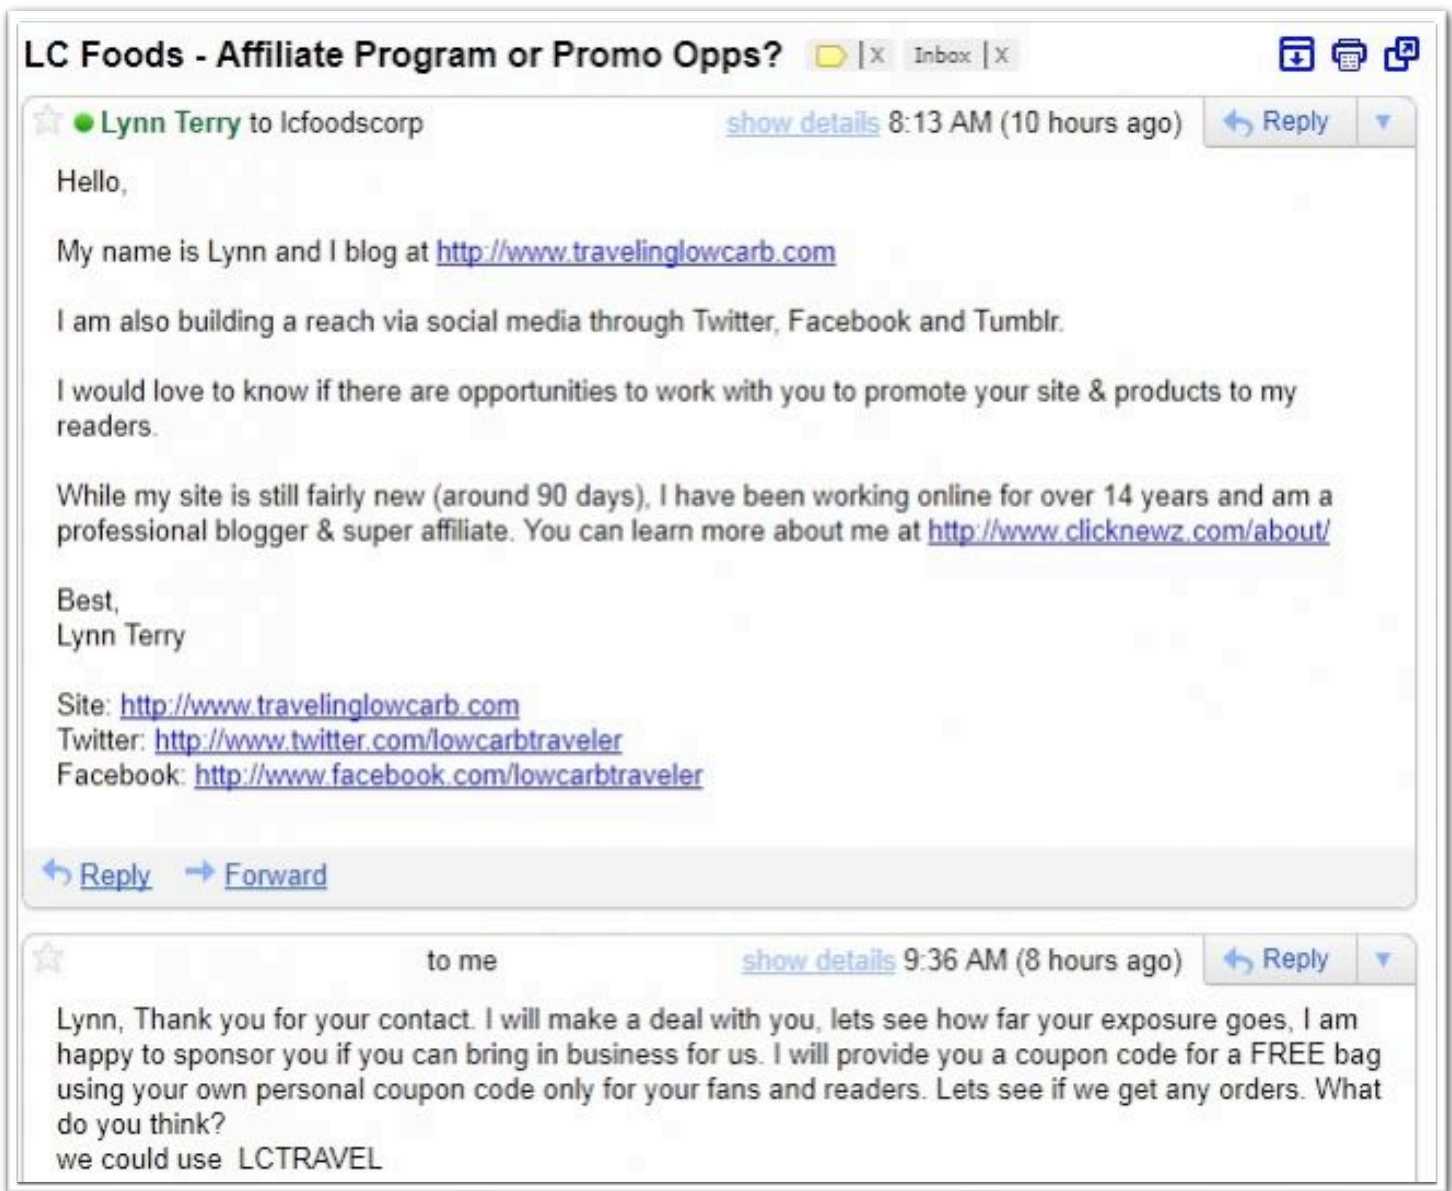 LC Foods - Affiliate Program or Promo Opps? | X Inbox | X
Lynn Terry to lcfoodscorp show details 8:13 AM (10 hours ago) Reply
Hello,
My name is Lynn and I blog at http://www.travelinglowcarb.com
I am also building a reach via social media through Twitter, Facebook and Tumblr.
I would love to know if there are opportunities to work with you to promote your site & products to my
readers.
While my site is still fairly new (around 90 days), I have been working online for over 14 years and am a
professional blogger & super affiliate. You can learn more about me at http://www.clicknewz.com/about/
Best,
Lynn Terry
Site: http://www.travelinglowcarb.com
Twitter: http://www.twitter.com/lowcarbtraveler
Facebook: http://www.facebook.com/lowcarbtraveler
Reply Forward
to me show details 9:36 AM (8 hours ago) Reply
Lynn, Thank you for your contact. I will make a deal with you, lets see how far your exposure goes, I am
happy to sponsor you if you can bring in business for us. I will provide you a coupon code for a FREE bag
using your own personal coupon code only for your fans and readers. Lets see if we get any orders. What
do you think?
we could use LCTRAVEL